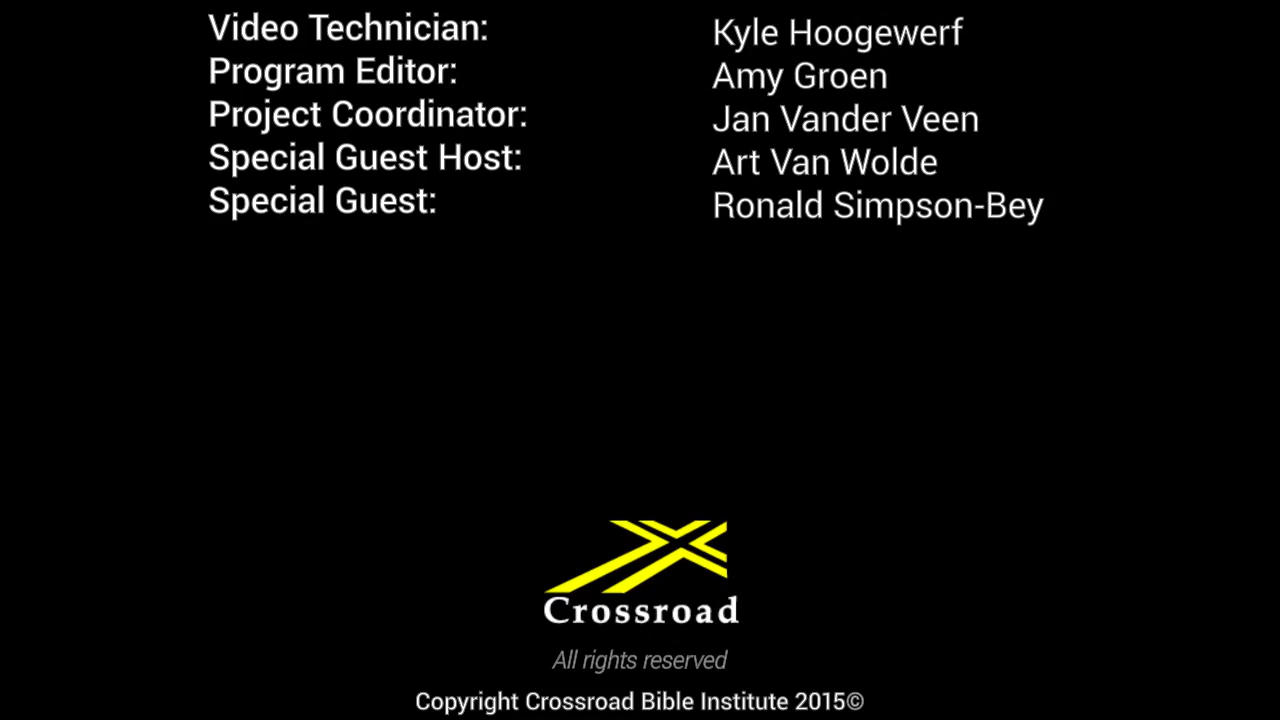 Video Technician: Kyle Hoogewerf
Program Editor: Amy Groen
Project Coordinator: Jan Vander Veen
Special Guest Host: Art Van Wolde
Special Guest: Ronald Simpson-Bey
Crossroad
All rights reserved
Copyright Crossroad Bible Institute 2015©